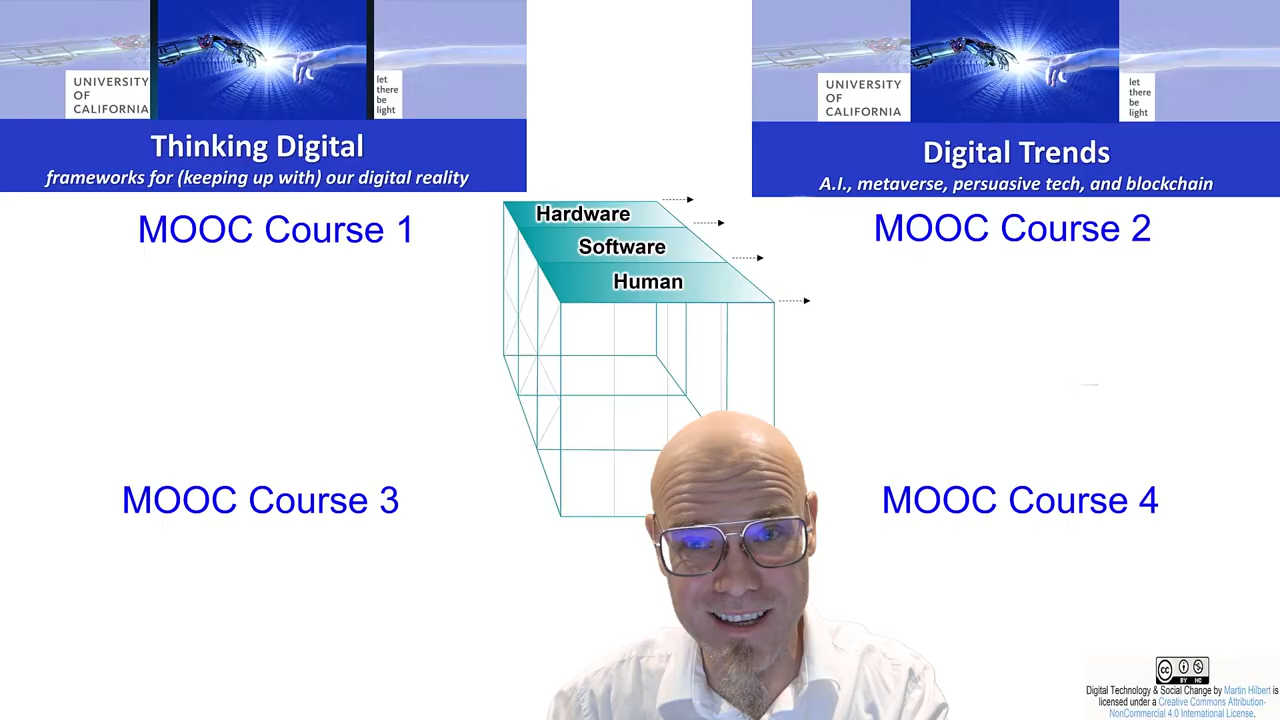 UNIVERSITY
OF
CALIFORNIA
let
there
be
light
Thinking Digital
frameworks for (keeping up with) our digital reality
MOOC Course 1
UNIVERSITY
OF
CALIFORNIA
let
there
be
light
Digital Trends
A.I., metaverse, persuasive tech, and blockchain
MOOC Course 2
Hardware
Software
Human
MOOC Course 3
MOOC Course 4
cc
BY NC
Digital Technology & Social Change by Martin Hilbert is
licensed under a Creative Commons Attribution-
NonCommercial 4.0 International License.